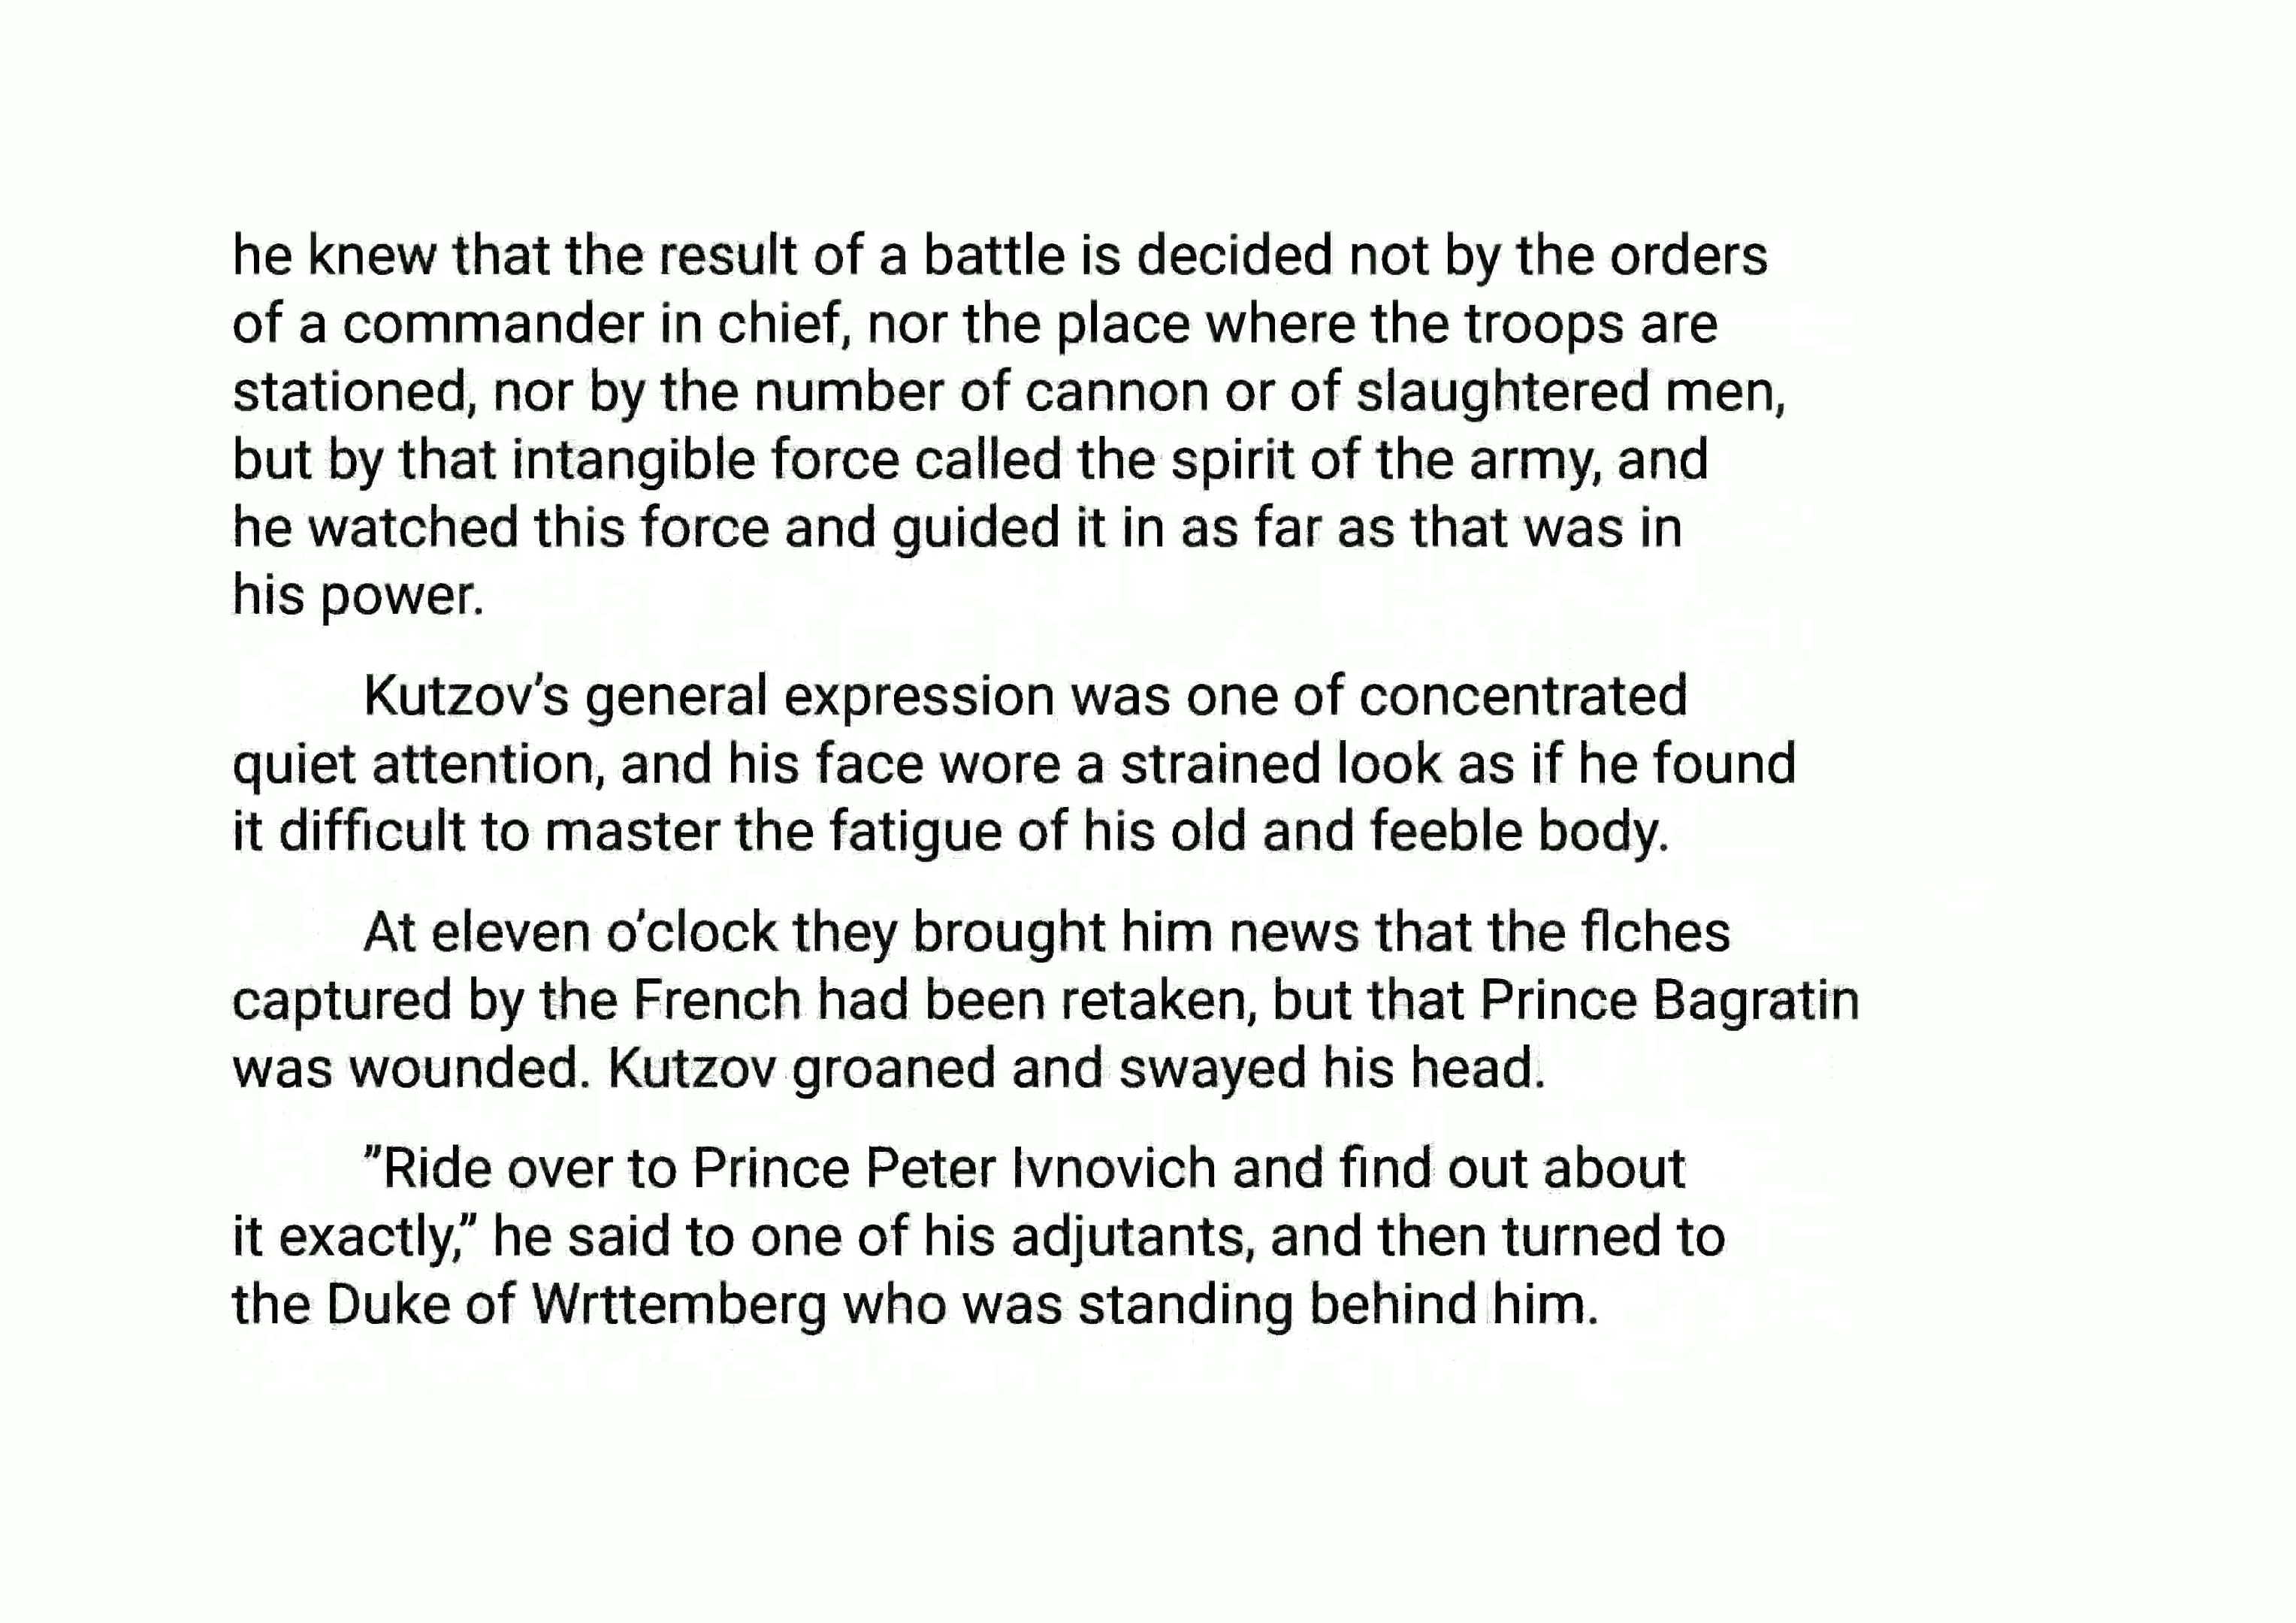 he knew that the result of a battle is decided not by the orders
of a commander in chief, nor the place where the troops are
stationed, nor by the number of cannon or of slaughtered men,
but by that intangible force called the spirit of the army, and
he watched this force and guided it in as far as that was in
his power.
Kutzov’s general expression was one of concentrated
quiet attention, and his face wore a strained look as if he found
it difficult to master the fatigue of his old and feeble body.
At eleven o’clock they brought him news that the flches
captured by the French had been retaken, but that Prince Bagratin
was wounded. Kutzov groaned and swayed his head.
”Ride over to Prince Peter Ivnovich and find out about
it exactly,” he said to one of his adjutants, and then turned to
the Duke of Wrttemberg who was standing behind him.